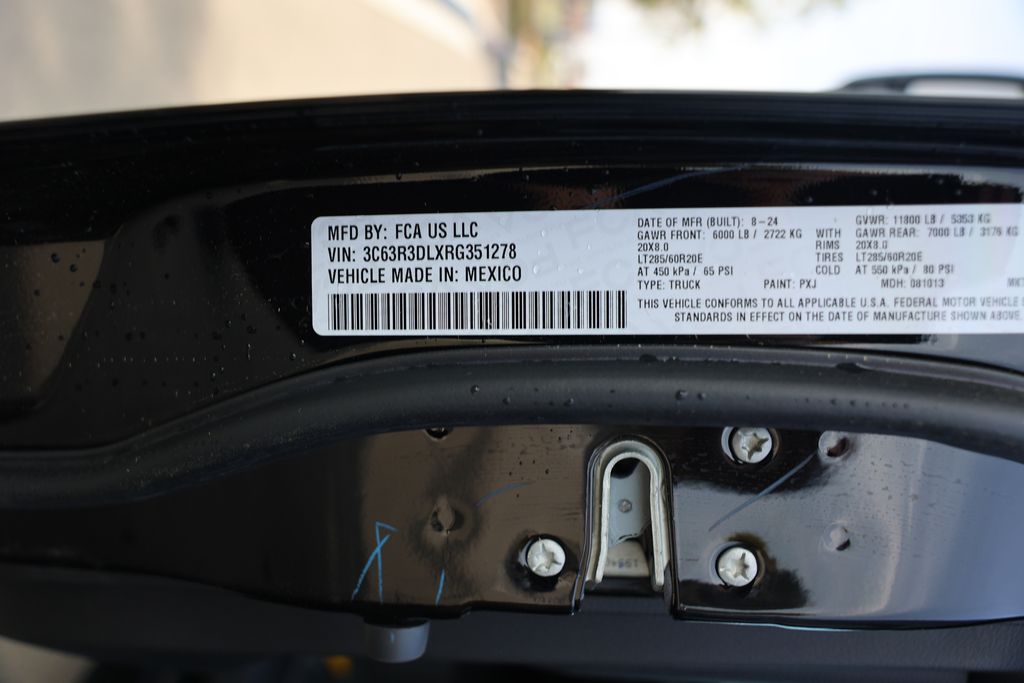 MFD BY: FCA US LLC
VIN: 3C63R3DLXRG351278
VEHICLE MADE IN: MEXICO
DATE OF MFR (BUILT): 8-24 GVWR: 11800 LB / 5353 KG
GAWR FRONT: 6000 LB / 2722 KG WITH GAWR REAR: 7000 LB / 3176 KG
20X8.0 RIMS 20X8.0
LT285/60R20E TIRES LT285/60R20E
AT 450 kPa / 65 PSI COLD AT 550 kPa / 80 PSI
TYPE: TRUCK PAINT: PXJ MDH: 081013
THIS VEHICLE CONFORMS TO ALL APPLICABLE U.S.A. FEDERAL MOTOR VEHICLE
STANDARDS IN EFFECT ON THE DATE OF MANUFACTURE SHOWN ABOVE.